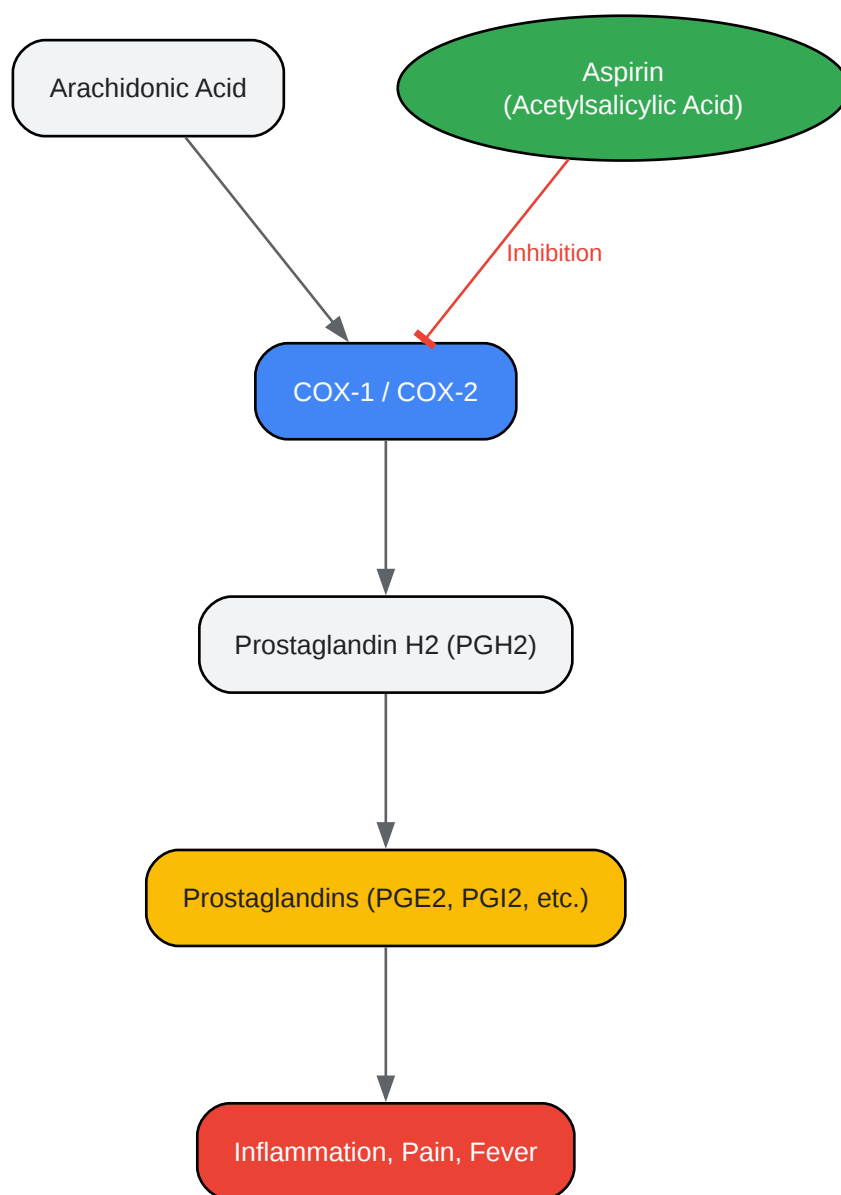 Arachidonic Acid
Aspirin
(Acetylsalicylic Acid)
Inhibition
COX-1 / COX-2
Prostaglandin H2 (PGH2)
Prostaglandins (PGE2, PGI2, etc.)
Inflammation, Pain, Fever